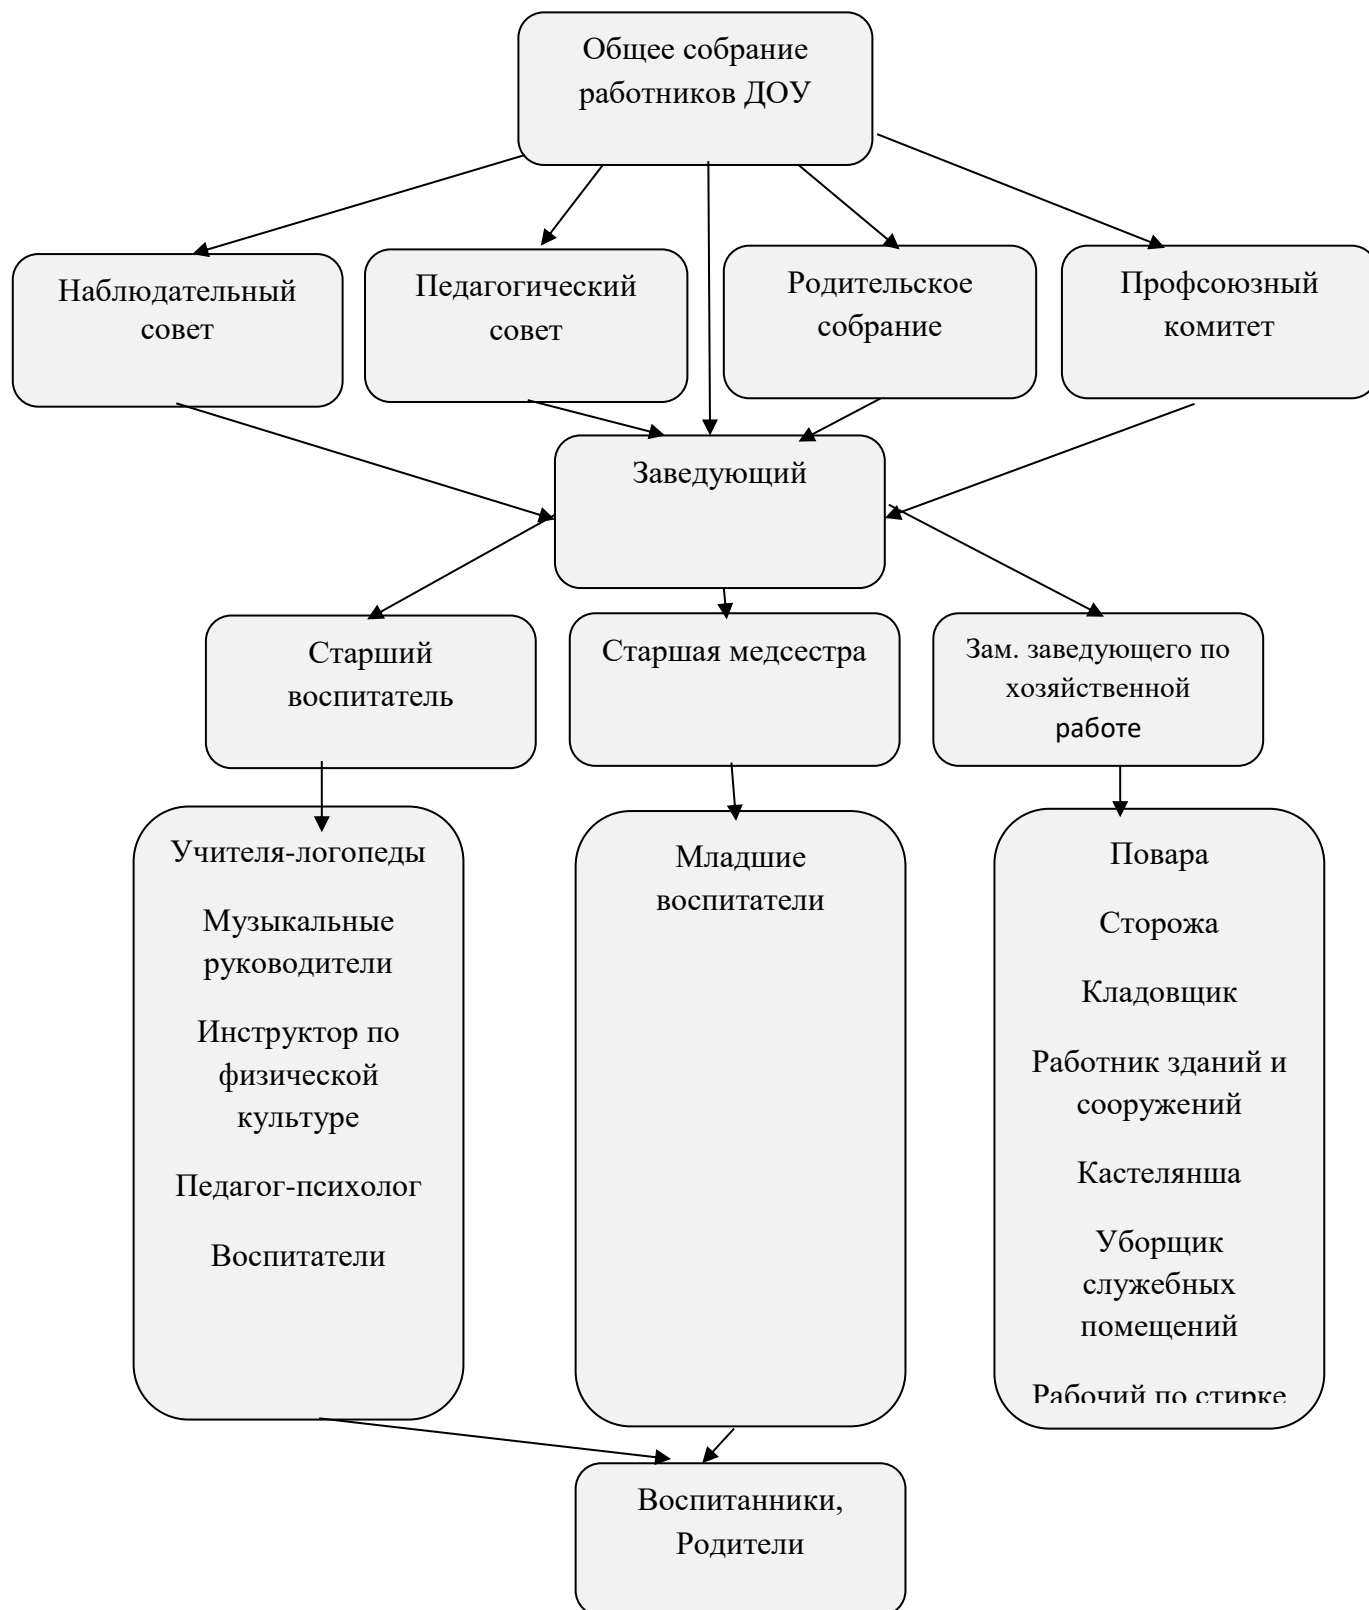 Общее собрание
работников ДОУ
Наблюдательный
совет
Педагогический
совет
Родительское
собрание
Профсоюзный
комитет
Заведующий
Старший
воспитатель
Старшая медсестра
Зам. заведующего по
хозяйственной
работе
Учителя-логопеды
Музыкальные
руководители
Инструктор по
физической
культуре
Педагог-психолог
Воспитатели
Младшие
воспитатели
Повара
Сторожа
Кладовщик
Работник зданий и
сооружений
Кастелянша
Уборщик
служебных
помещений
Рабочий по стирке
Воспитанники,
Родители